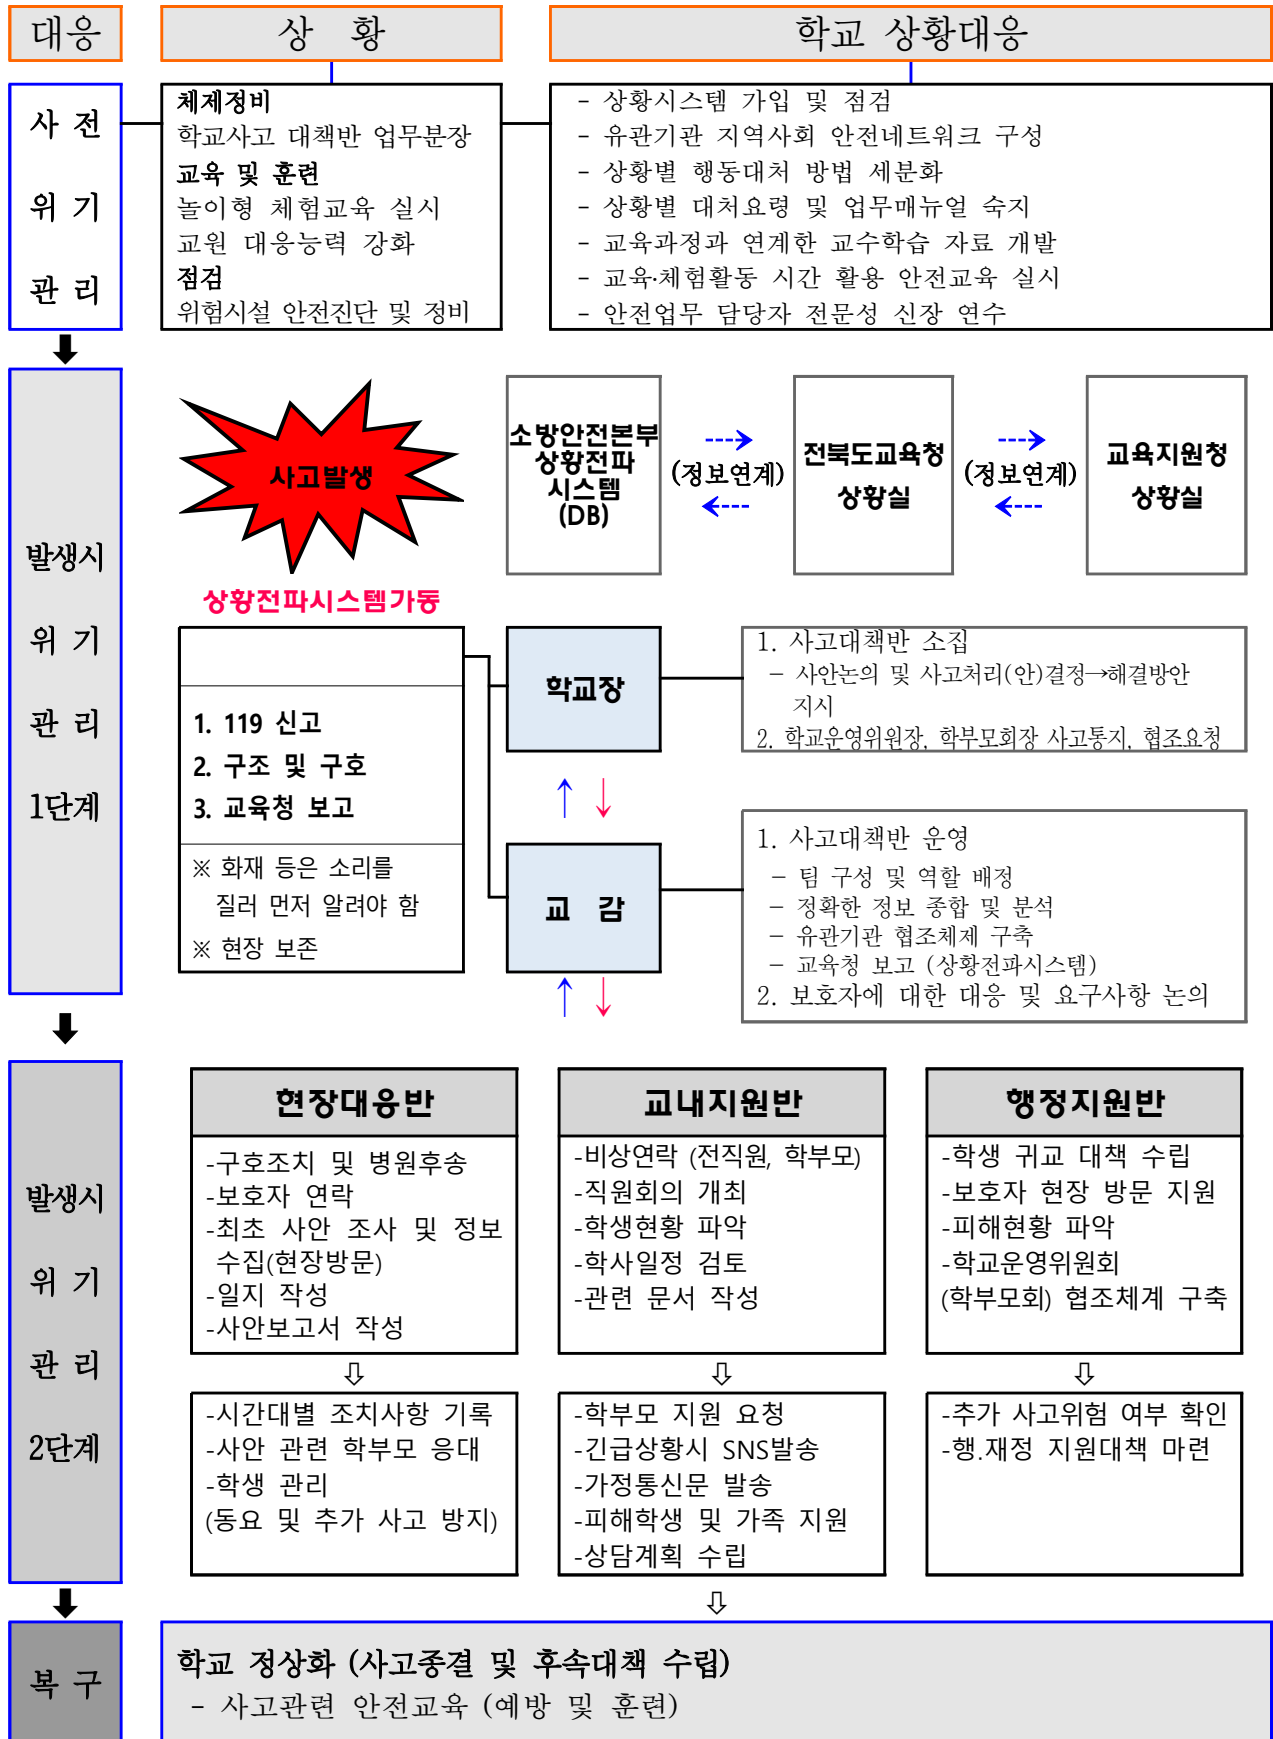 대응
상 황
학교 상황대응
사 전
위 기
관 리
체제정비
학교사고 대책반 업무분장
교육 및 훈련
놀이형 체험교육 실시
교원 대응능력 강화
점검
위험시설 안전진단 및 정비
- 상황시스템 가입 및 점검
- 유관기관 지역사회 안전네트워크 구성
- 상황별 행동대처 방법 세분화
- 상황별 대처요령 및 업무매뉴얼 숙지
- 교육과정과 연계한 교수학습 자료 개발
- 교육·체험활동 시간 활용 안전교육 실시
- 안전업무 담당자 전문성 신장 연수
발생시
위 기
관 리
1단계
사고발생
상황전파시스템가동
소방안전본부
상황전파
시스템
(DB)
(정보연계)
전북도교육청
상황실
(정보연계)
교육지원청
상황실
1. 119 신고
2. 구조 및 구호
3. 교육청 보고
※ 화재 등은 소리를
질러 먼저 알려야 함
※ 현장 보존
학교장
1. 사고대책반 소집
- 사안논의 및 사고처리(안)결정→해결방안
지시
2. 학교운영위원장, 학부모회장 사고통지, 협조요청
↑ ↓
교 감
1. 사고대책반 운영
- 팀 구성 및 역할 배정
- 정확한 정보 종합 및 분석
- 유관기관 협조체제 구축
- 교육청 보고 (상황전파시스템)
2. 보호자에 대한 대응 및 요구사항 논의
↑ ↓
발생시
위 기
관 리
2단계
현장대응반
-구호조치 및 병원후송
-보호자 연락
-최초 사안 조사 및 정보
수집(현장방문)
-일지 작성
-사안보고서 작성
⇩
-시간대별 조치사항 기록
-사안 관련 학부모 응대
-학생 관리
(동요 및 추가 사고 방지)
교내지원반
-비상연락 (전직원, 학부모)
-직원회의 개최
-학생현황 파악
-학사일정 검토
-관련 문서 작성
⇩
-학부모 지원 요청
-긴급상황시 SNS발송
-가정통신문 발송
-피해학생 및 가족 지원
-상담계획 수립
행정지원반
-학생 귀교 대책 수립
-보호자 현장 방문 지원
-피해현황 파악
-학교운영위원회
(학부모회) 협조체계 구축
⇩
-추가 사고위험 여부 확인
-행.재정 지원대책 마련
⇩
복 구
학교 정상화 (사고종결 및 후속대책 수립)
- 사고관련 안전교육 (예방 및 훈련)